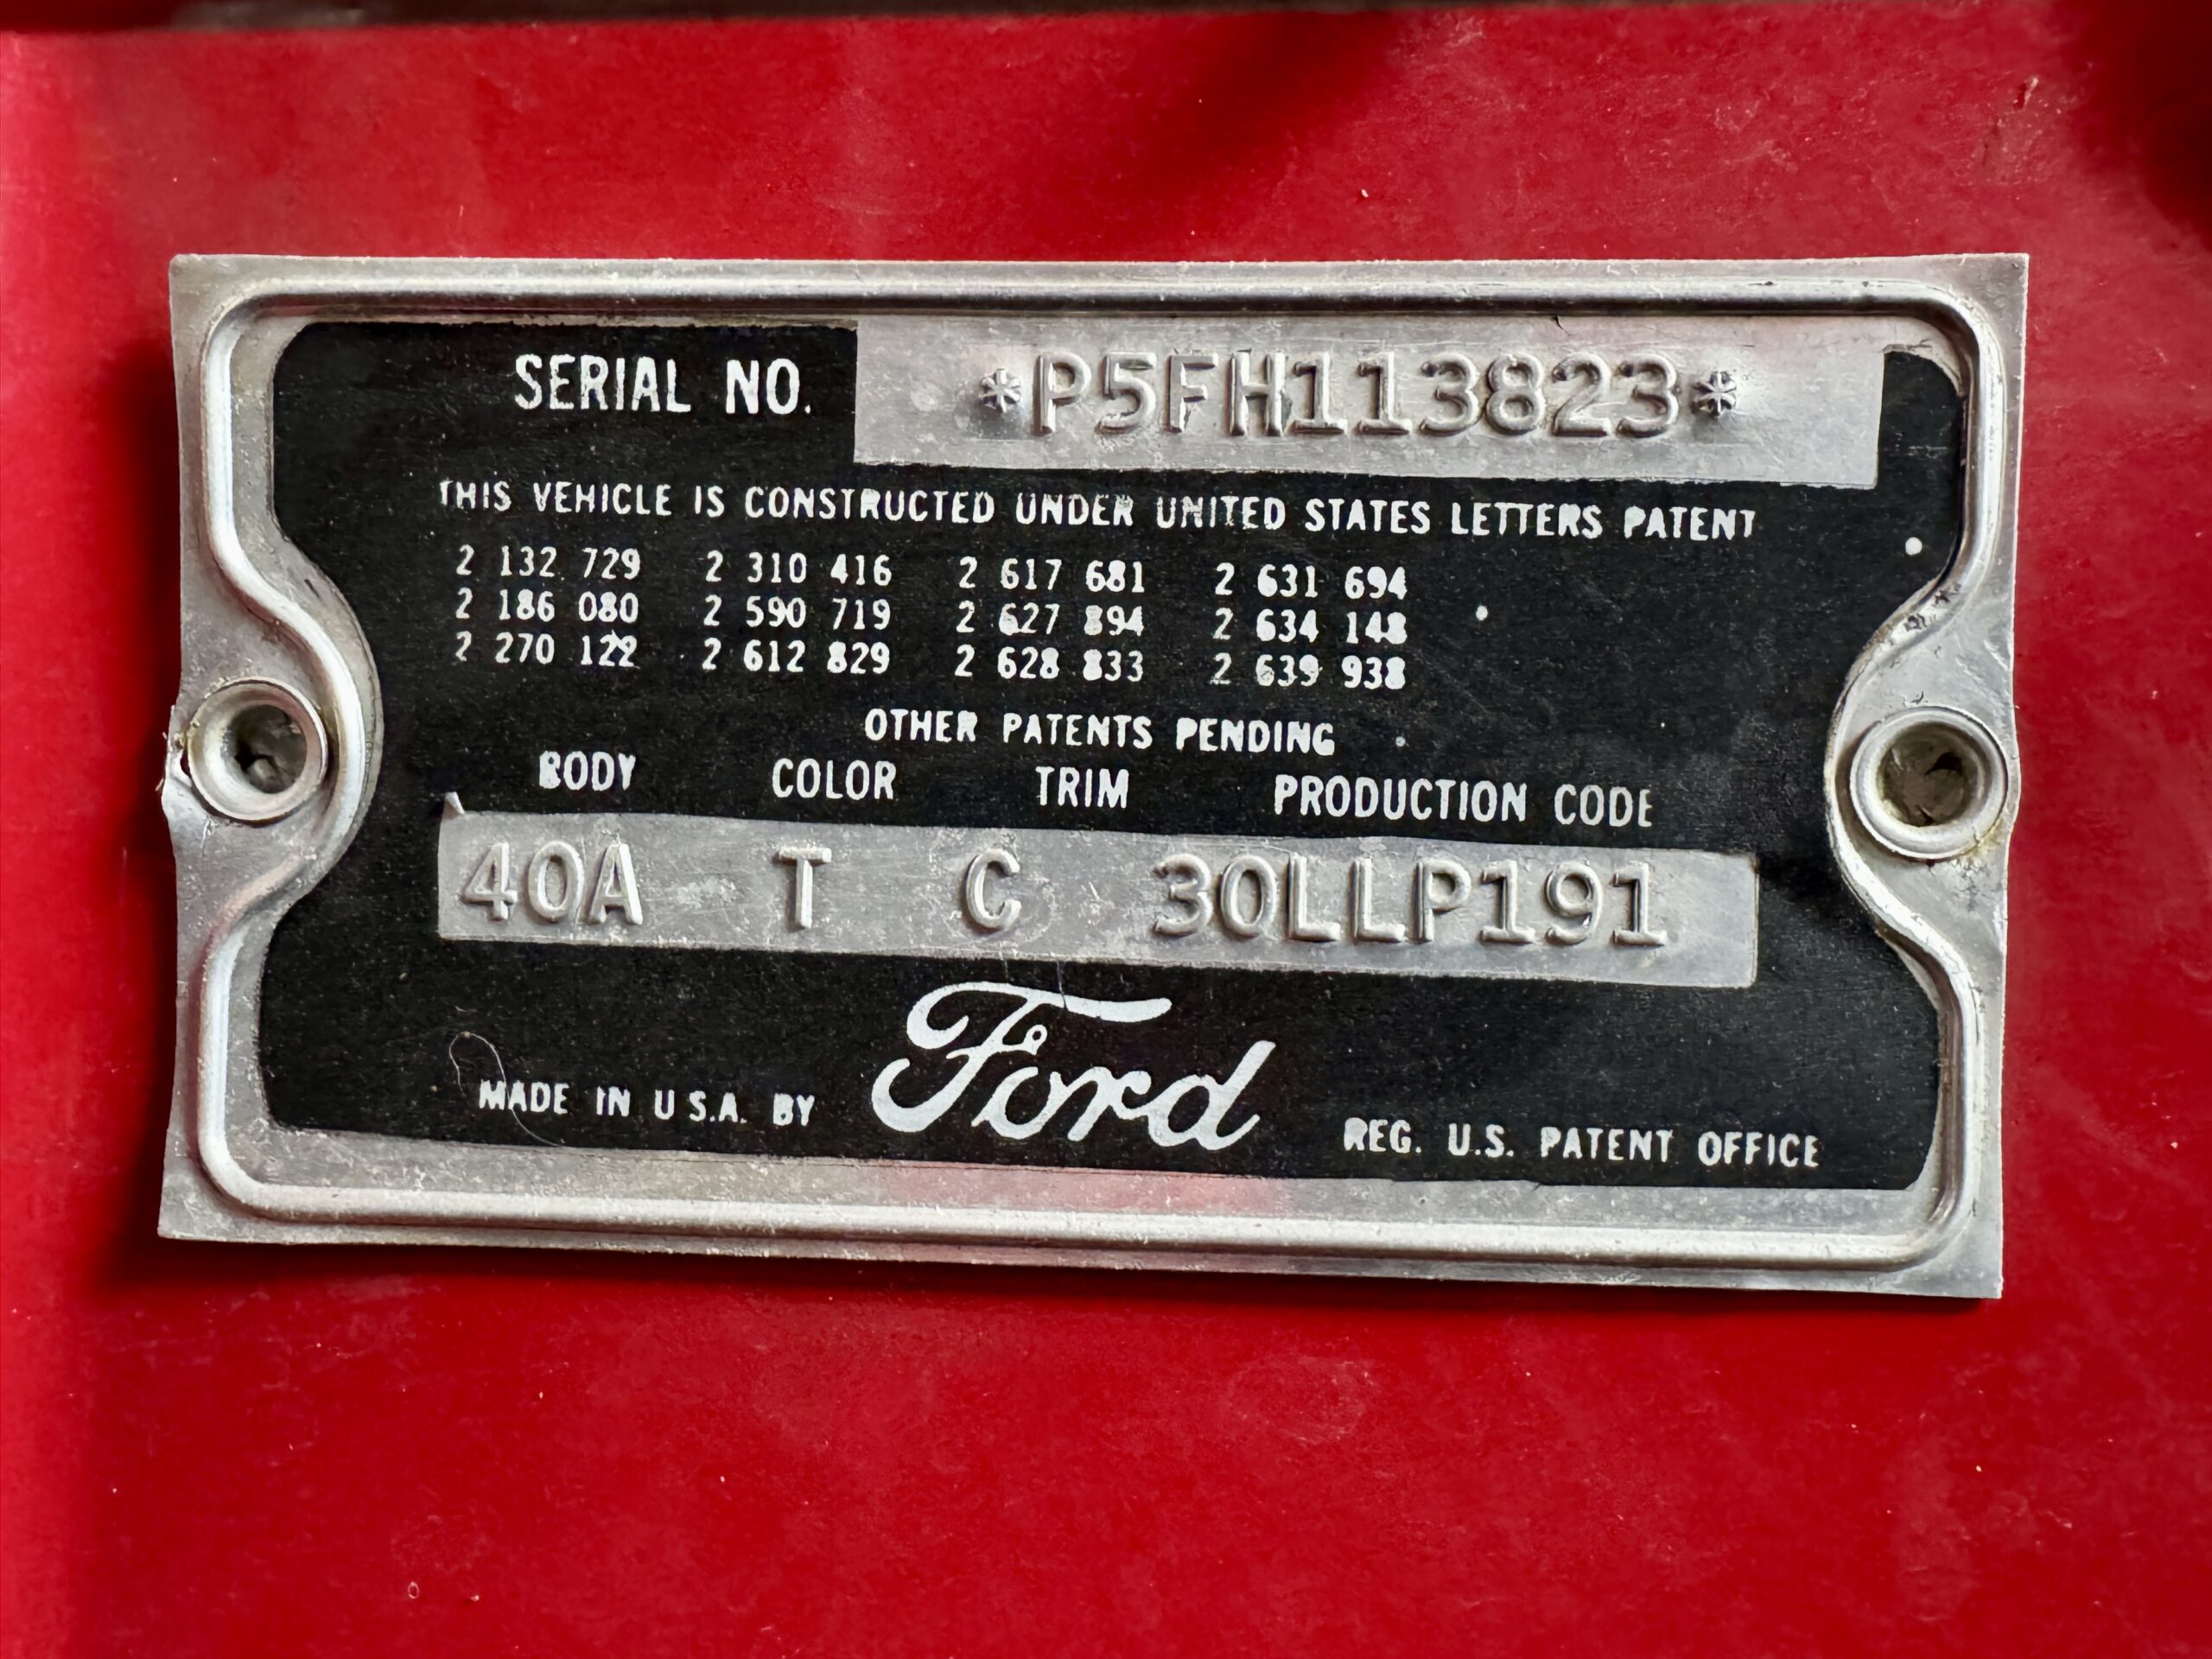 SERIAL NO. *P5FH113823*
THIS VEHICLE IS CONSTRUCTED UNDER UNITED STATES LETTERS PATENT
2 132 729 2 310 416 2 617 681 2 631 694
2 186 080 2 590 719 2 627 894 2 634 148
2 270 122 2 612 829 2 628 833 2 639 938
OTHER PATENTS PENDING
BODY COLOR TRIM PRODUCTION CODE
40A T C 30LLP191
MADE IN U S.A. BY Ford REG. U.S. PATENT OFFICE